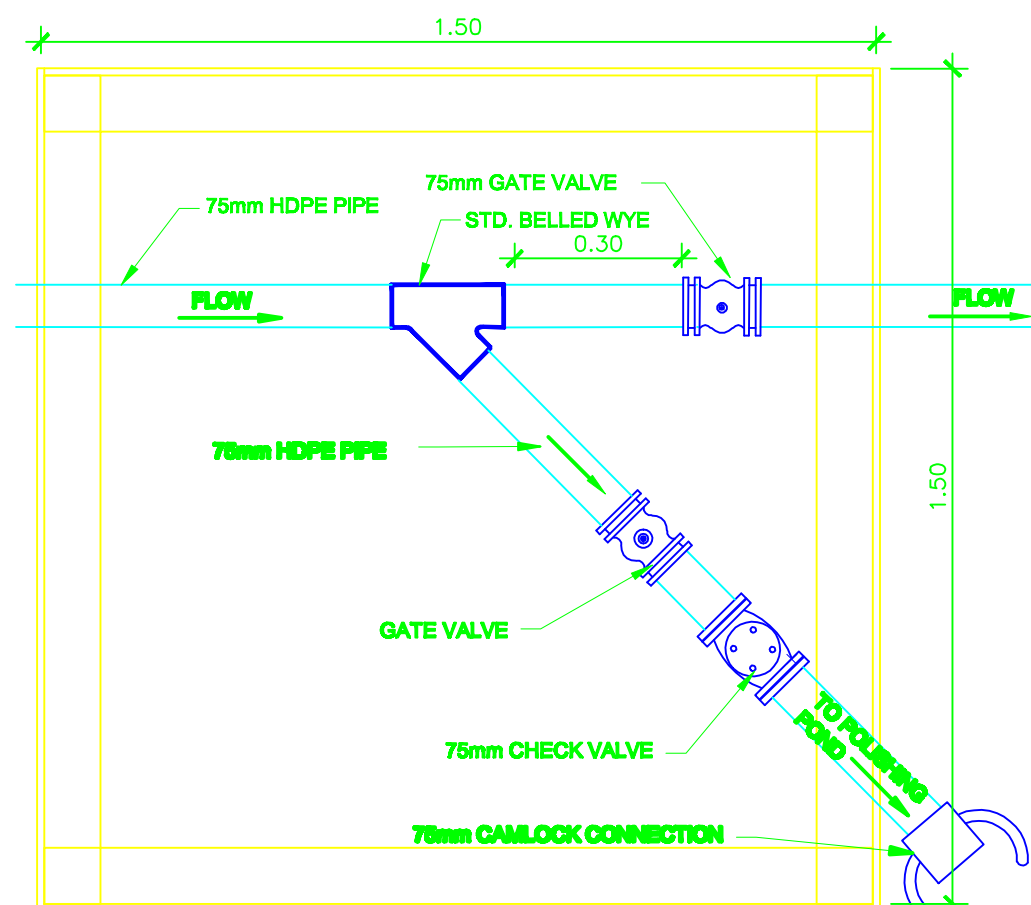 1.50
75mm GATE VALVE
75mm HDPE PIPE
STD. BELLED WYE
0.30
FLOW
FLOW
75mm HDPE PIPE
1.50
GATE VALVE
TO POLISHING
POND
75mm CHECK VALVE
75mm CAMLOCK CONNECTION